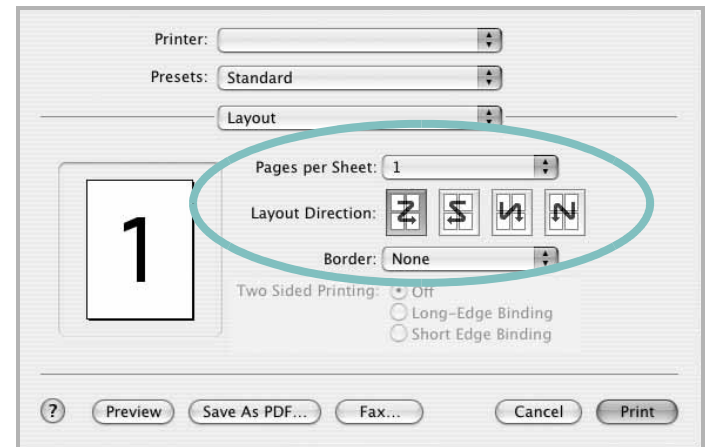 Printer:
Presets: Standard
Layout
Pages per Sheet: 1
Layout Direction:
1
Border: None
Two Sided Printing: Off
Long-Edge Binding
Short Edge Binding
? Preview Save As PDF... Fax... Cancel Print